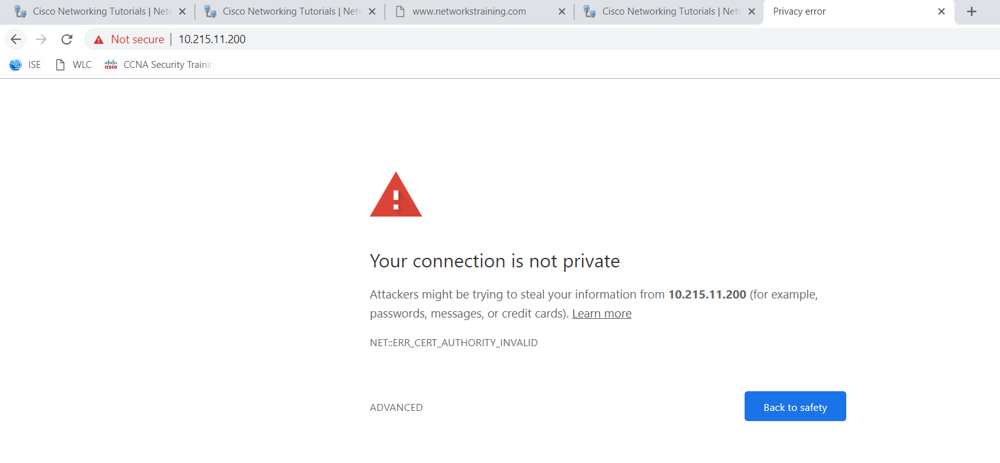 Cisco Networking Tutorials | Netw
Cisco Networking Tutorials | Netw
www.networkstraining.com
Cisco Networking Tutorials | Netw
Privacy error
Not secure
10.215.11.200
ISE
WLC
cisco
CCNA Security Trainin
Your connection is not private
Attackers might be trying to steal your information from 10.215.11.200 (for example,
passwords, messages, or credit cards). Learn more
NET::ERR_CERT_AUTHORITY_INVALID
ADVANCED
Back to safety